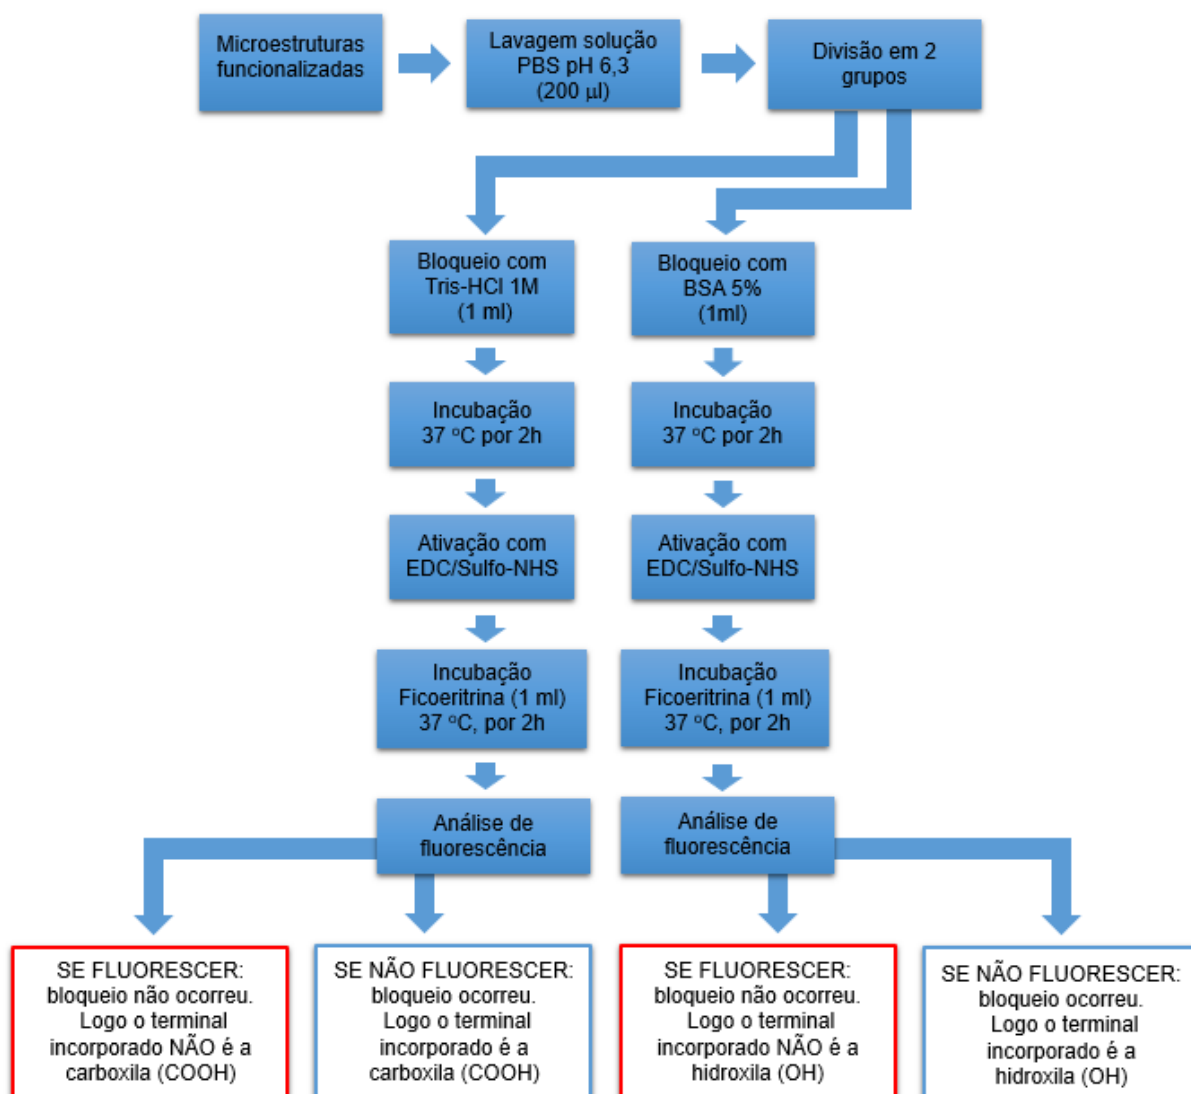 Microestruturas
funcionalizadas
Lavagem solução
PBS pH 6,3
(200 µl)
Divisão em 2
grupos
Bloqueio com
Tris-HCl 1M
(1 ml)
Bloqueio com
BSA 5%
(1ml)
Incubação
37 ºC por 2h
Incubação
37 ºC por 2h
Ativação com
EDC/Sulfo-NHS
Ativação com
EDC/Sulfo-NHS
Incubação
Ficoeritrina (1 ml)
37 ºC, por 2h
Incubação
Ficoeritrina (1 ml)
37 ºC, por 2h
Análise de
fluorescência
Análise de
fluorescência
SE FLUORESCER:
bloqueio não ocorreu.
Logo o terminal
incorporado NÃO é a
carboxila (COOH)
SE NÃO FLUORESCER:
bloqueio ocorreu.
Logo o terminal
incorporado é a
carboxila (COOH)
SE FLUORESCER:
bloqueio não ocorreu.
Logo o terminal
incorporado NÃO é a
hidroxila (OH)
SE NÃO FLUORESCER:
bloqueio ocorreu.
Logo o terminal
incorporado é a
hidroxila (OH)